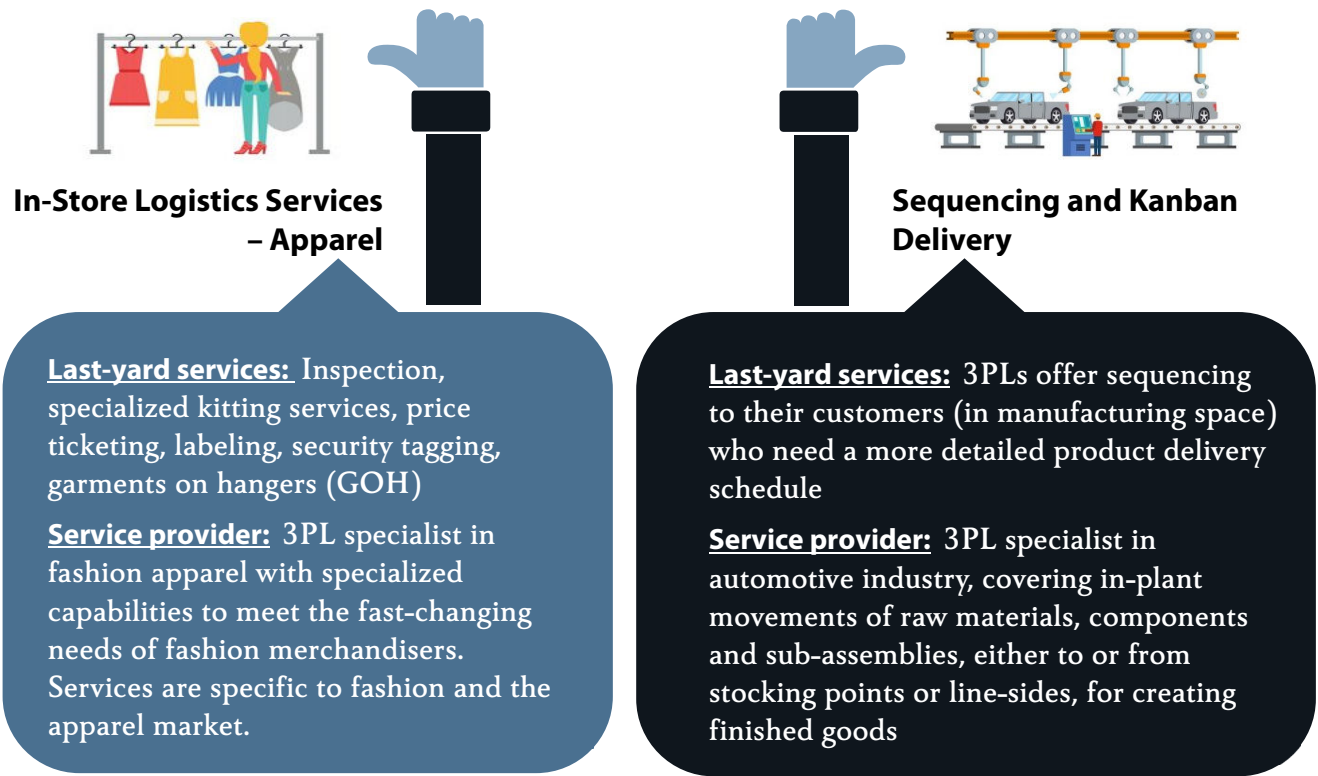 In-Store Logistics Services
– Apparel
Last-yard services: Inspection,
specialized kitting services, price
ticketing, labeling, security tagging,
garments on hangers (GOH)
Service provider: 3PL specialist in
fashion apparel with specialized
capabilities to meet the fast-changing
needs of fashion merchandisers.
Services are specific to fashion and the
apparel market.
Sequencing and Kanban
Delivery
Last-yard services: 3PLs offer sequencing
to their customers (in manufacturing space)
who need a more detailed product delivery
schedule
Service provider: 3PL specialist in
automotive industry, covering in-plant
movements of raw materials, components
and sub-assemblies, either to or from
stocking points or line-sides, for creating
finished goods